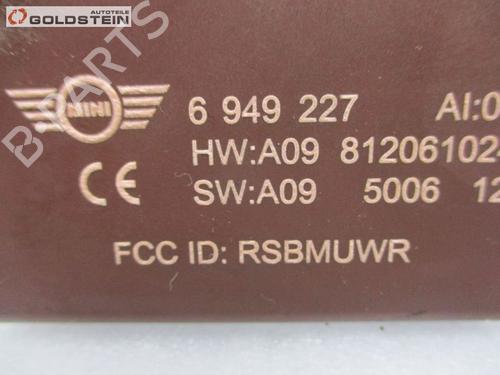 GOLDSTEIN AUTOTEILE
B-PARTS
MINI
6 949 227 AI:0
HW:A09 812061024
CE
SW:A09 5006 12
FCC ID: RSBMUWR